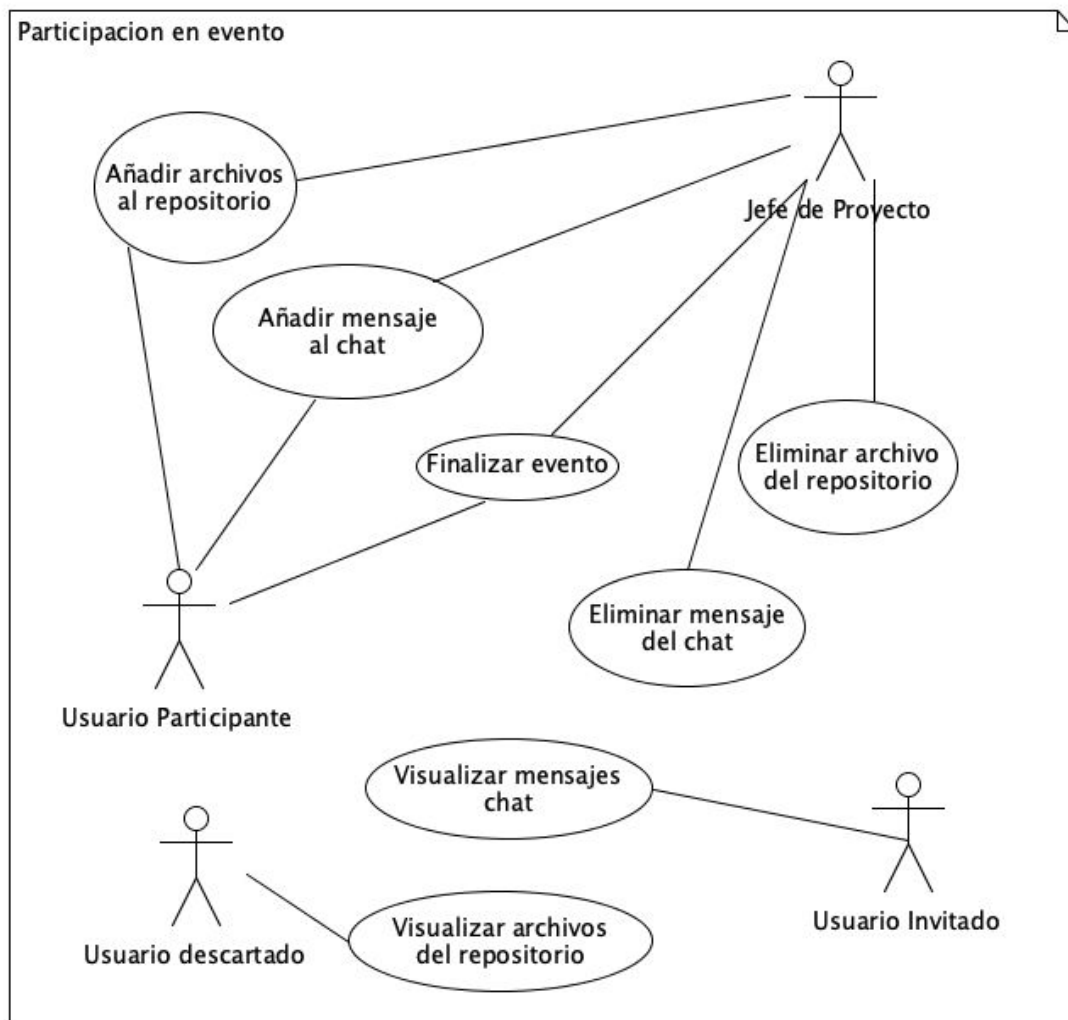 Participacion en evento
Añadir archivos
al repositorio
Jefe de Proyecto
Añadir mensaje
al chat
Finalizar evento
Eliminar archivo
del repositorio
Eliminar mensaje
del chat
Usuario Participante
Visualizar mensajes
chat
Usuario Invitado
Visualizar archivos
del repositorio
Usuario descartado